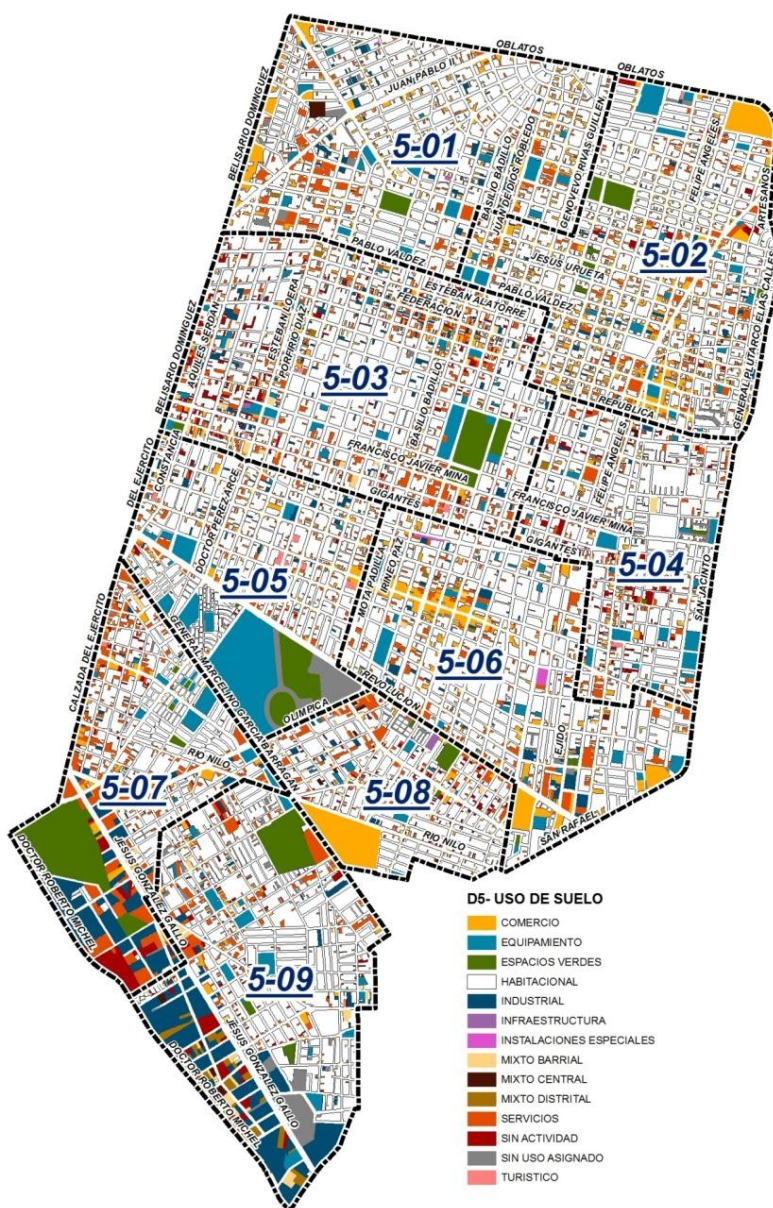 OBLATOS
OBLATOS
JUAN PABLO II
BELISARIO DOMINGUEZ
5-01
BASILIO BADILLO
JUAN DE DIOS ROBLEDO
GENOVEVO RIVAS GUILLEN
FELIPE ANGELES
ARTESANOS
5-02
JESUS URUETA
PABLO VALDEZ
PABLO VALDEZ
GENERAL PLUTARCO ELIAS CALLES
ESTEBAN ALATORRE
FEDERACION
BELISARIO DOMINGUEZ
AQUILES SERDAN
ESTEBAN LOERA
PORFIRIO DIAZ
5-03
BASILIO BADILLO
REPUBLICA
FRANCISCO JAVIER MINA
GIGANTES
FELIPE ANGELES
FRANCISCO JAVIER MINA
GIGANTES
DEL EJERCITO
CONSTANCIA
DOCTOR PEREZ ARCE
5-05
5-04
SAN JACINTO
MOTA PADILLA
IRINEO PAZ
5-06
CALZADA DEL EJERCITO
GENERAL MARCELINO GARCIA BARRAGAN
REVOLUCION
OLIMPICA
EJIDO
RIO NILO
5-07
5-08
RIO NILO
SAN RAFAEL
DOCTOR ROBERTO MICHEL
JESUS GONZALEZ GALLO
5-09
JESUS GONZALEZ GALLO
DOCTOR ROBERTO MICHEL
D5- USO DE SUELO
COMERCIO
EQUIPAMIENTO
ESPACIOS VERDES
HABITACIONAL
INDUSTRIAL
INFRAESTRUCTURA
INSTALACIONES ESPECIALES
MIXTO BARRIAL
MIXTO CENTRAL
MIXTO DISTRITAL
SERVICIOS
SIN ACTIVIDAD
SIN USO ASIGNADO
TURISTICO